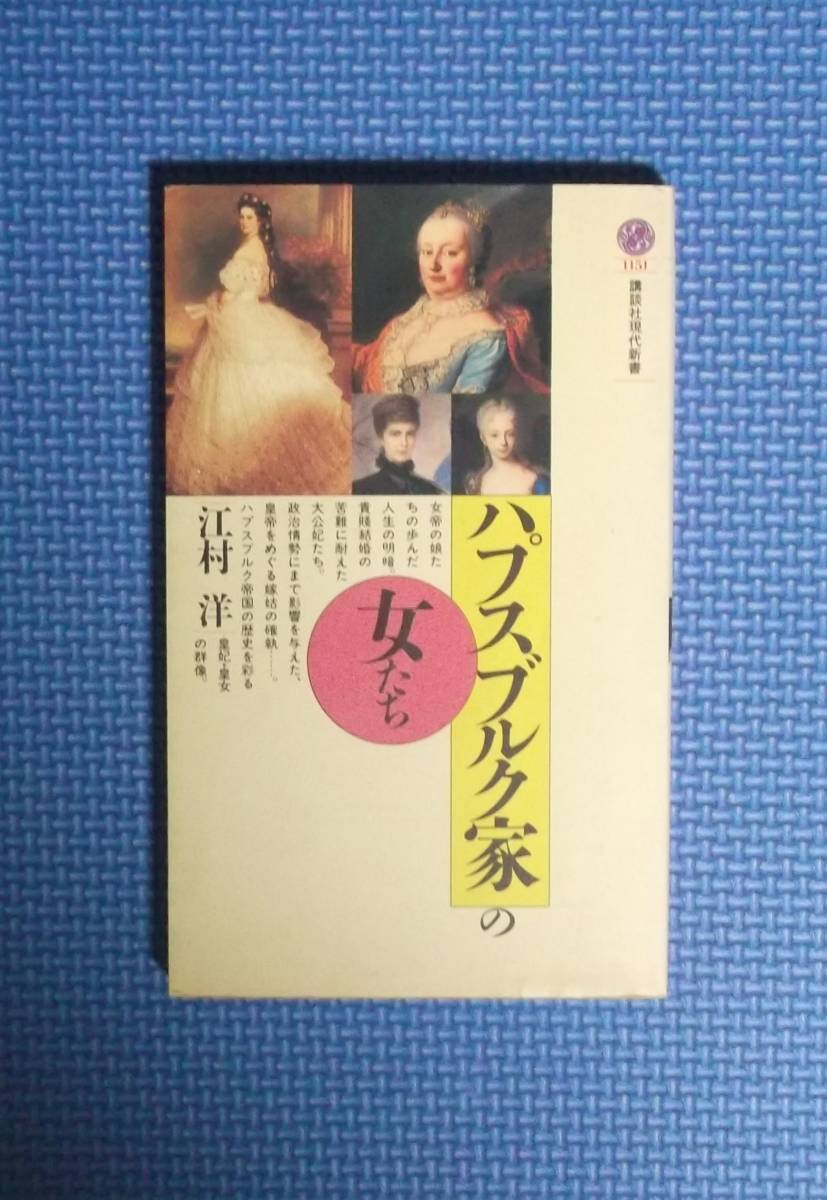 1151
講談社現代新書
ハプスブルク家の
女たち
女帝の娘た
ちの歩んだ
人生の明暗。
貴賤結婚の
苦難に耐えた
大公妃たち。
政治情勢にまで影響を与えた、
皇帝をめぐる嫁姑の確執……。
ハプスブルク帝国の歴史を彩る
皇妃・皇女
の群像。
江村 洋